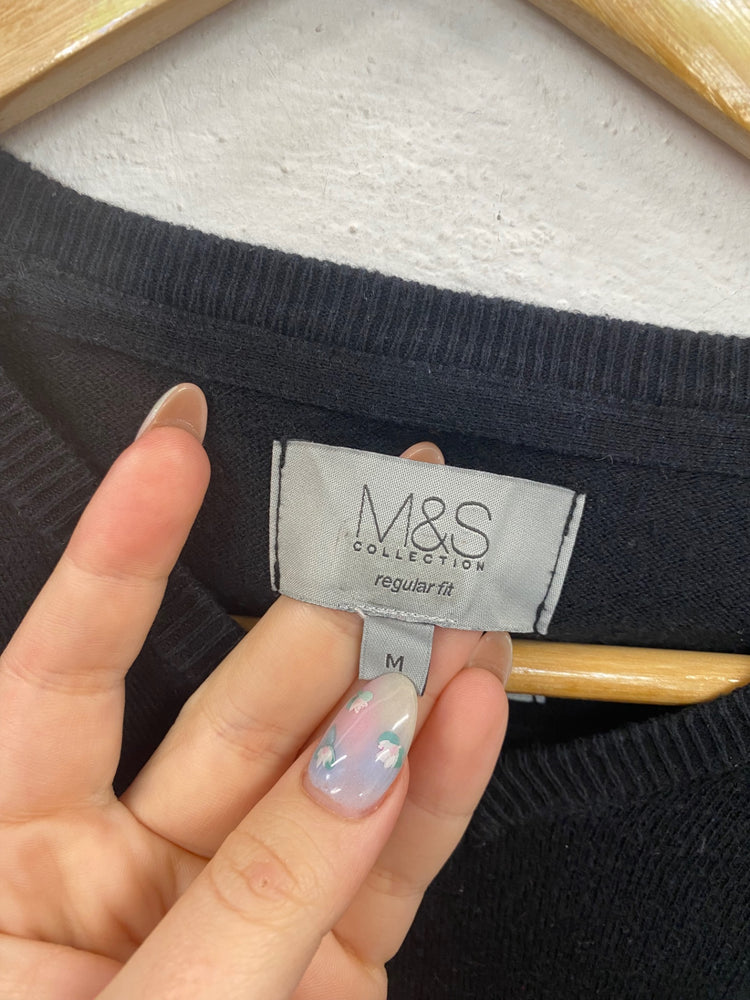 M&S
COLLECTION
regular fit
M